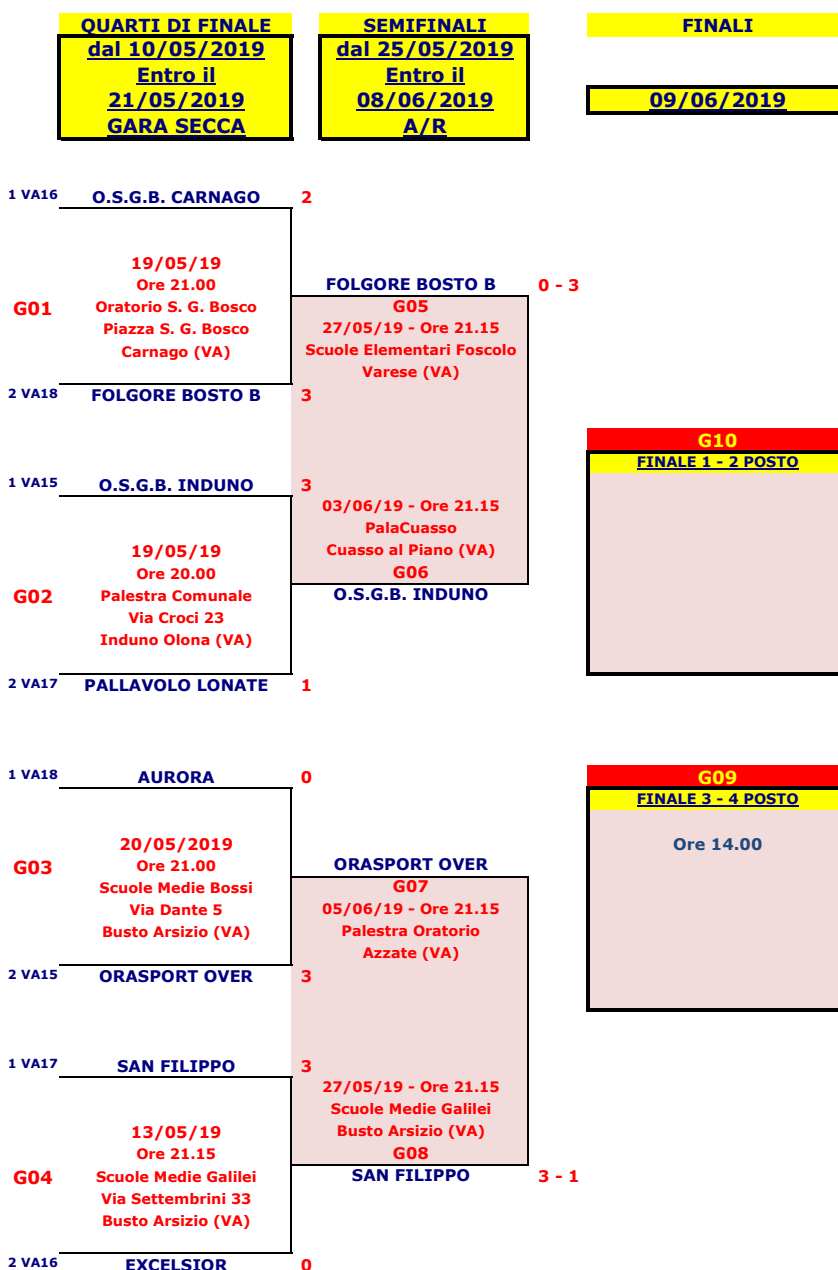 QUARTI DI FINALE
dal 10/05/2019
Entro il
21/05/2019
GARA SECCA
SEMIFINALI
dal 25/05/2019
Entro il
08/06/2019
A/R
FINALI
09/06/2019
1 VA16 O.S.G.B. CARNAGO 2
G01
19/05/19
Ore 21.00
Oratorio S. G. Bosco
Piazza S. G. Bosco
Carnago (VA)
2 VA18 FOLGORE BOSTO B 3
1 VA15 O.S.G.B. INDUNO 3
G02
19/05/19
Ore 20.00
Palestra Comunale
Via Croci 23
Induno Olona (VA)
2 VA17 PALLAVOLO LONATE 1
1 VA18 AURORA 0
G03
20/05/2019
Ore 21.00
Scuole Medie Bossi
Via Dante 5
Busto Arsizio (VA)
2 VA15 ORASPORT OVER 3
1 VA17 SAN FILIPPO 3
G04
13/05/19
Ore 21.15
Scuole Medie Galilei
Via Settembrini 33
Busto Arsizio (VA)
2 VA16 EXCELSIOR 0
FOLGORE BOSTO B 0 - 3
G05
27/05/19 - Ore 21.15
Scuole Elementari Foscolo
Varese (VA)
03/06/19 - Ore 21.15
PalaCuasso
Cuasso al Piano (VA)
G06
O.S.G.B. INDUNO
ORASPORT OVER
G07
05/06/19 - Ore 21.15
Palestra Oratorio
Azzate (VA)
27/05/19 - Ore 21.15
Scuole Medie Galilei
Busto Arsizio (VA)
G08
SAN FILIPPO 3 - 1
G10
FINALE 1 - 2 POSTO
G09
FINALE 3 - 4 POSTO
Ore 14.00